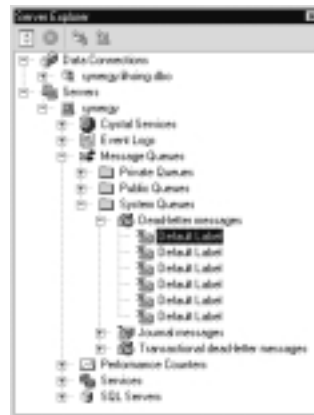 Server Explorer
Data Connections
synergy.thing.dbo
Servers
synergy
Crystal Services
Event Logs
Message Queues
Private Queues
Public Queues
System Queues
Dead-letter messages
Default Label
Default Label
Default Label
Default Label
Default Label
Default Label
Journal messages
Transactional dead-letter messages
Performance Counters
Services
SQL Servers